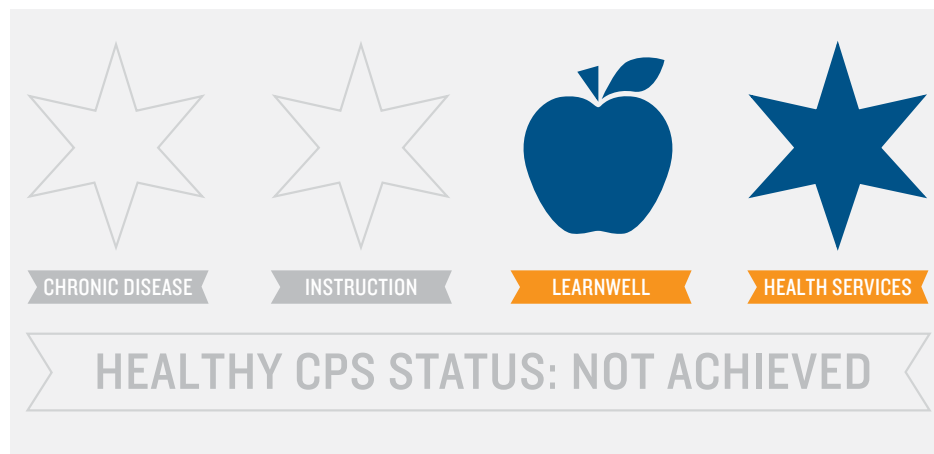 CHRONIC DISEASE
INSTRUCTION
LEARNWELL
HEALTH SERVICES
HEALTHY CPS STATUS: NOT ACHIEVED